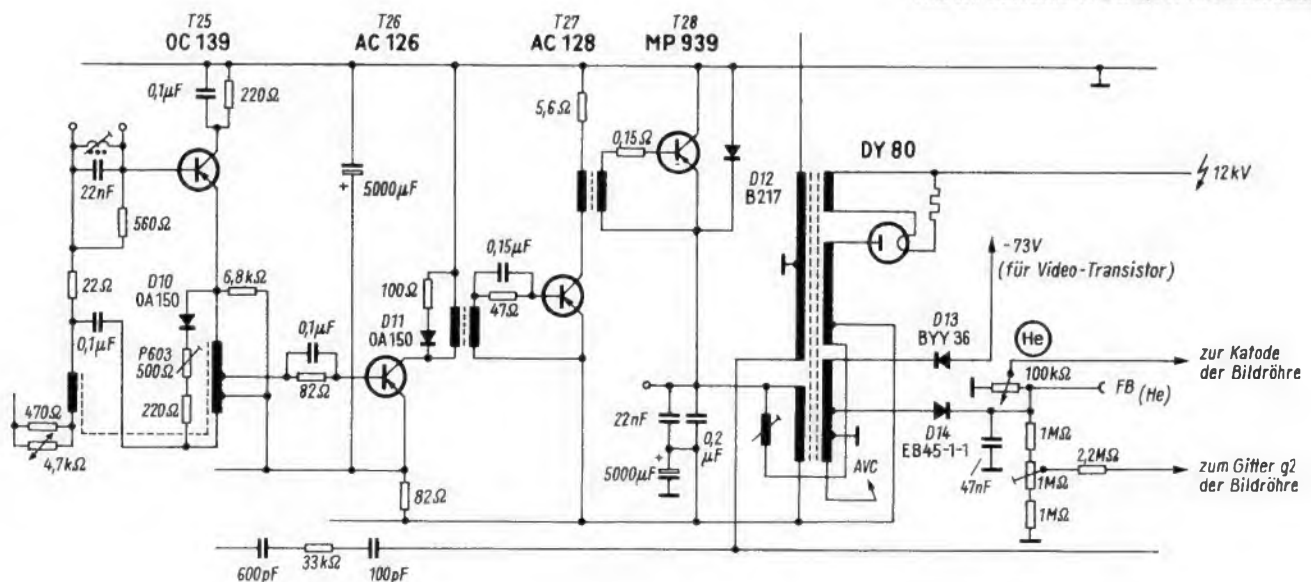 T25
OC 139
T26
AC 126
T27
AC 128
T28
MP 939
0,1µF
220Ω
22nF
560Ω
22Ω
0,1µF
470Ω
4,7kΩ
D10
OA150
6,8kΩ
P603
500Ω
220Ω
+ 5000µF
0,1µF
82Ω
100Ω
D11
OA150
82Ω
0,15µF
47Ω
5,6Ω
0,15Ω
D12
B217
DY 80
12kV
-73V
(für Video-Transistor)
D13
BYY 36
He
100kΩ
zur Katode
der Bildröhre
FB (He)
D14
EB45-1-1
47nF
1MΩ
1MΩ
1MΩ
2,2MΩ
zum Gitter g2
der Bildröhre
22nF
0,2
µF
+
5000µF
AVC
600pF
33kΩ
100pF